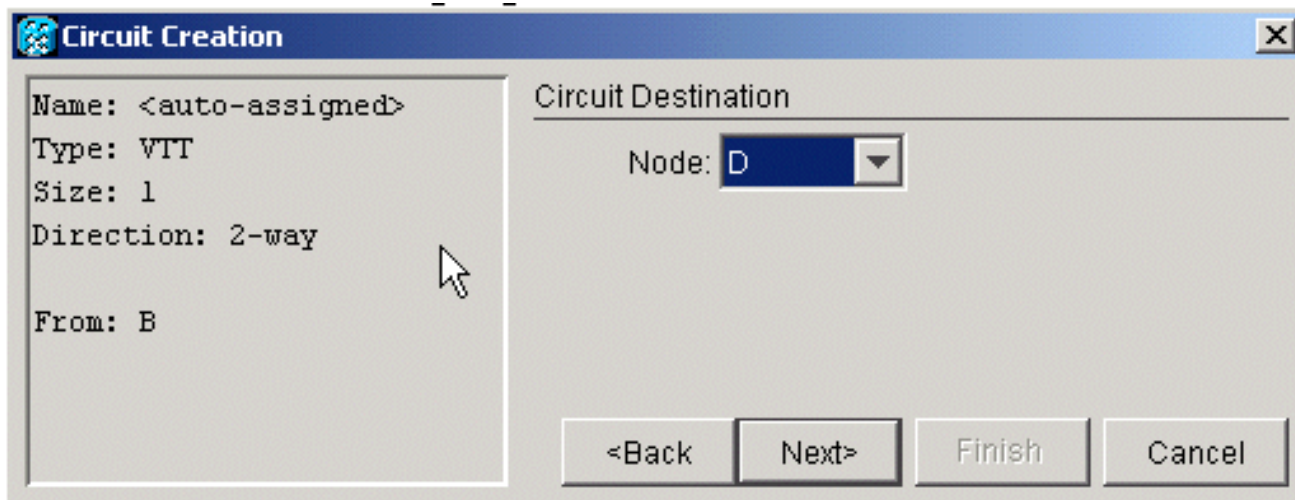 Circuit Creation
Name: <auto-assigned>
Type: VTT
Size: 1
Direction: 2-way
From: B
Circuit Destination
Node: D
<Back
Next>
Finish
Cancel